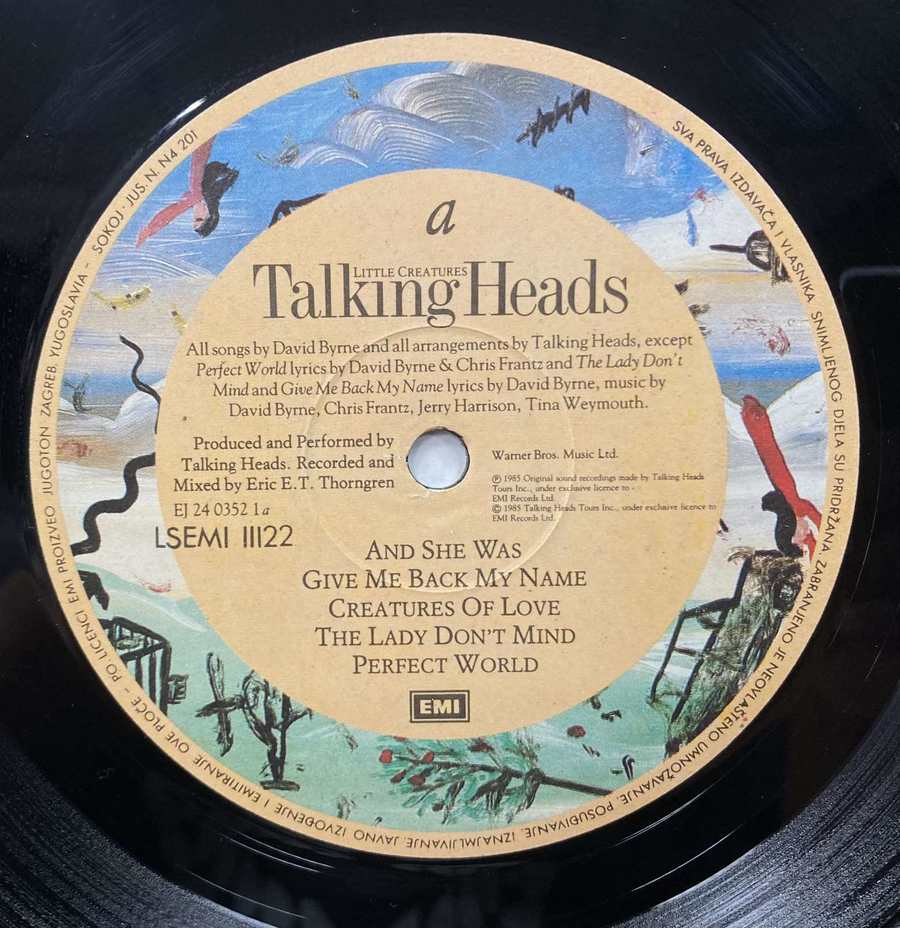 a
LITTLE CREATURES
Talking Heads
All songs by David Byrne and all arrangements by Talking Heads, except
Perfect World lyrics by David Byrne & Chris Frantz and The Lady Don't
Mind and Give Me Back My Name lyrics by David Byrne, music by
David Byrne, Chris Frantz, Jerry Harrison, Tina Weymouth.
Produced and Performed by
Talking Heads. Recorded and
Mixed by Eric E.T. Thorngren
EJ 24 0352 1 a
LSEMI 11122
Warner Bros. Music Ltd.
℗ 1985 Original sound recordings made by Talking Heads
Tours Inc., under exclusive licence to -
EMI Records Ltd.
© 1985 Talking Heads Tours Inc., under exclusive licence to
EMI Records Ltd.
AND SHE WAS
GIVE ME BACK MY NAME
CREATURES OF LOVE
THE LADY DON'T MIND
PERFECT WORLD
EMI
SVA PRAVA IZDAVAČA I VLASNIKA SNIMLJENOG DJELA SU PRIDRŽANA. ZABRANJENO JE NEOVLAŠTENO UMNOŽAVANJE, POSUĐIVANJE, IZNAJMLJIVANJE, JAVNO IZVOĐENJE I EMITIRANJE OVE PLOČE – PO LICENCI EMI PROIZVEO JUGOTON ZAGREB, YUGOSLAVIA – SOKOJ · JUS. N. N4 201